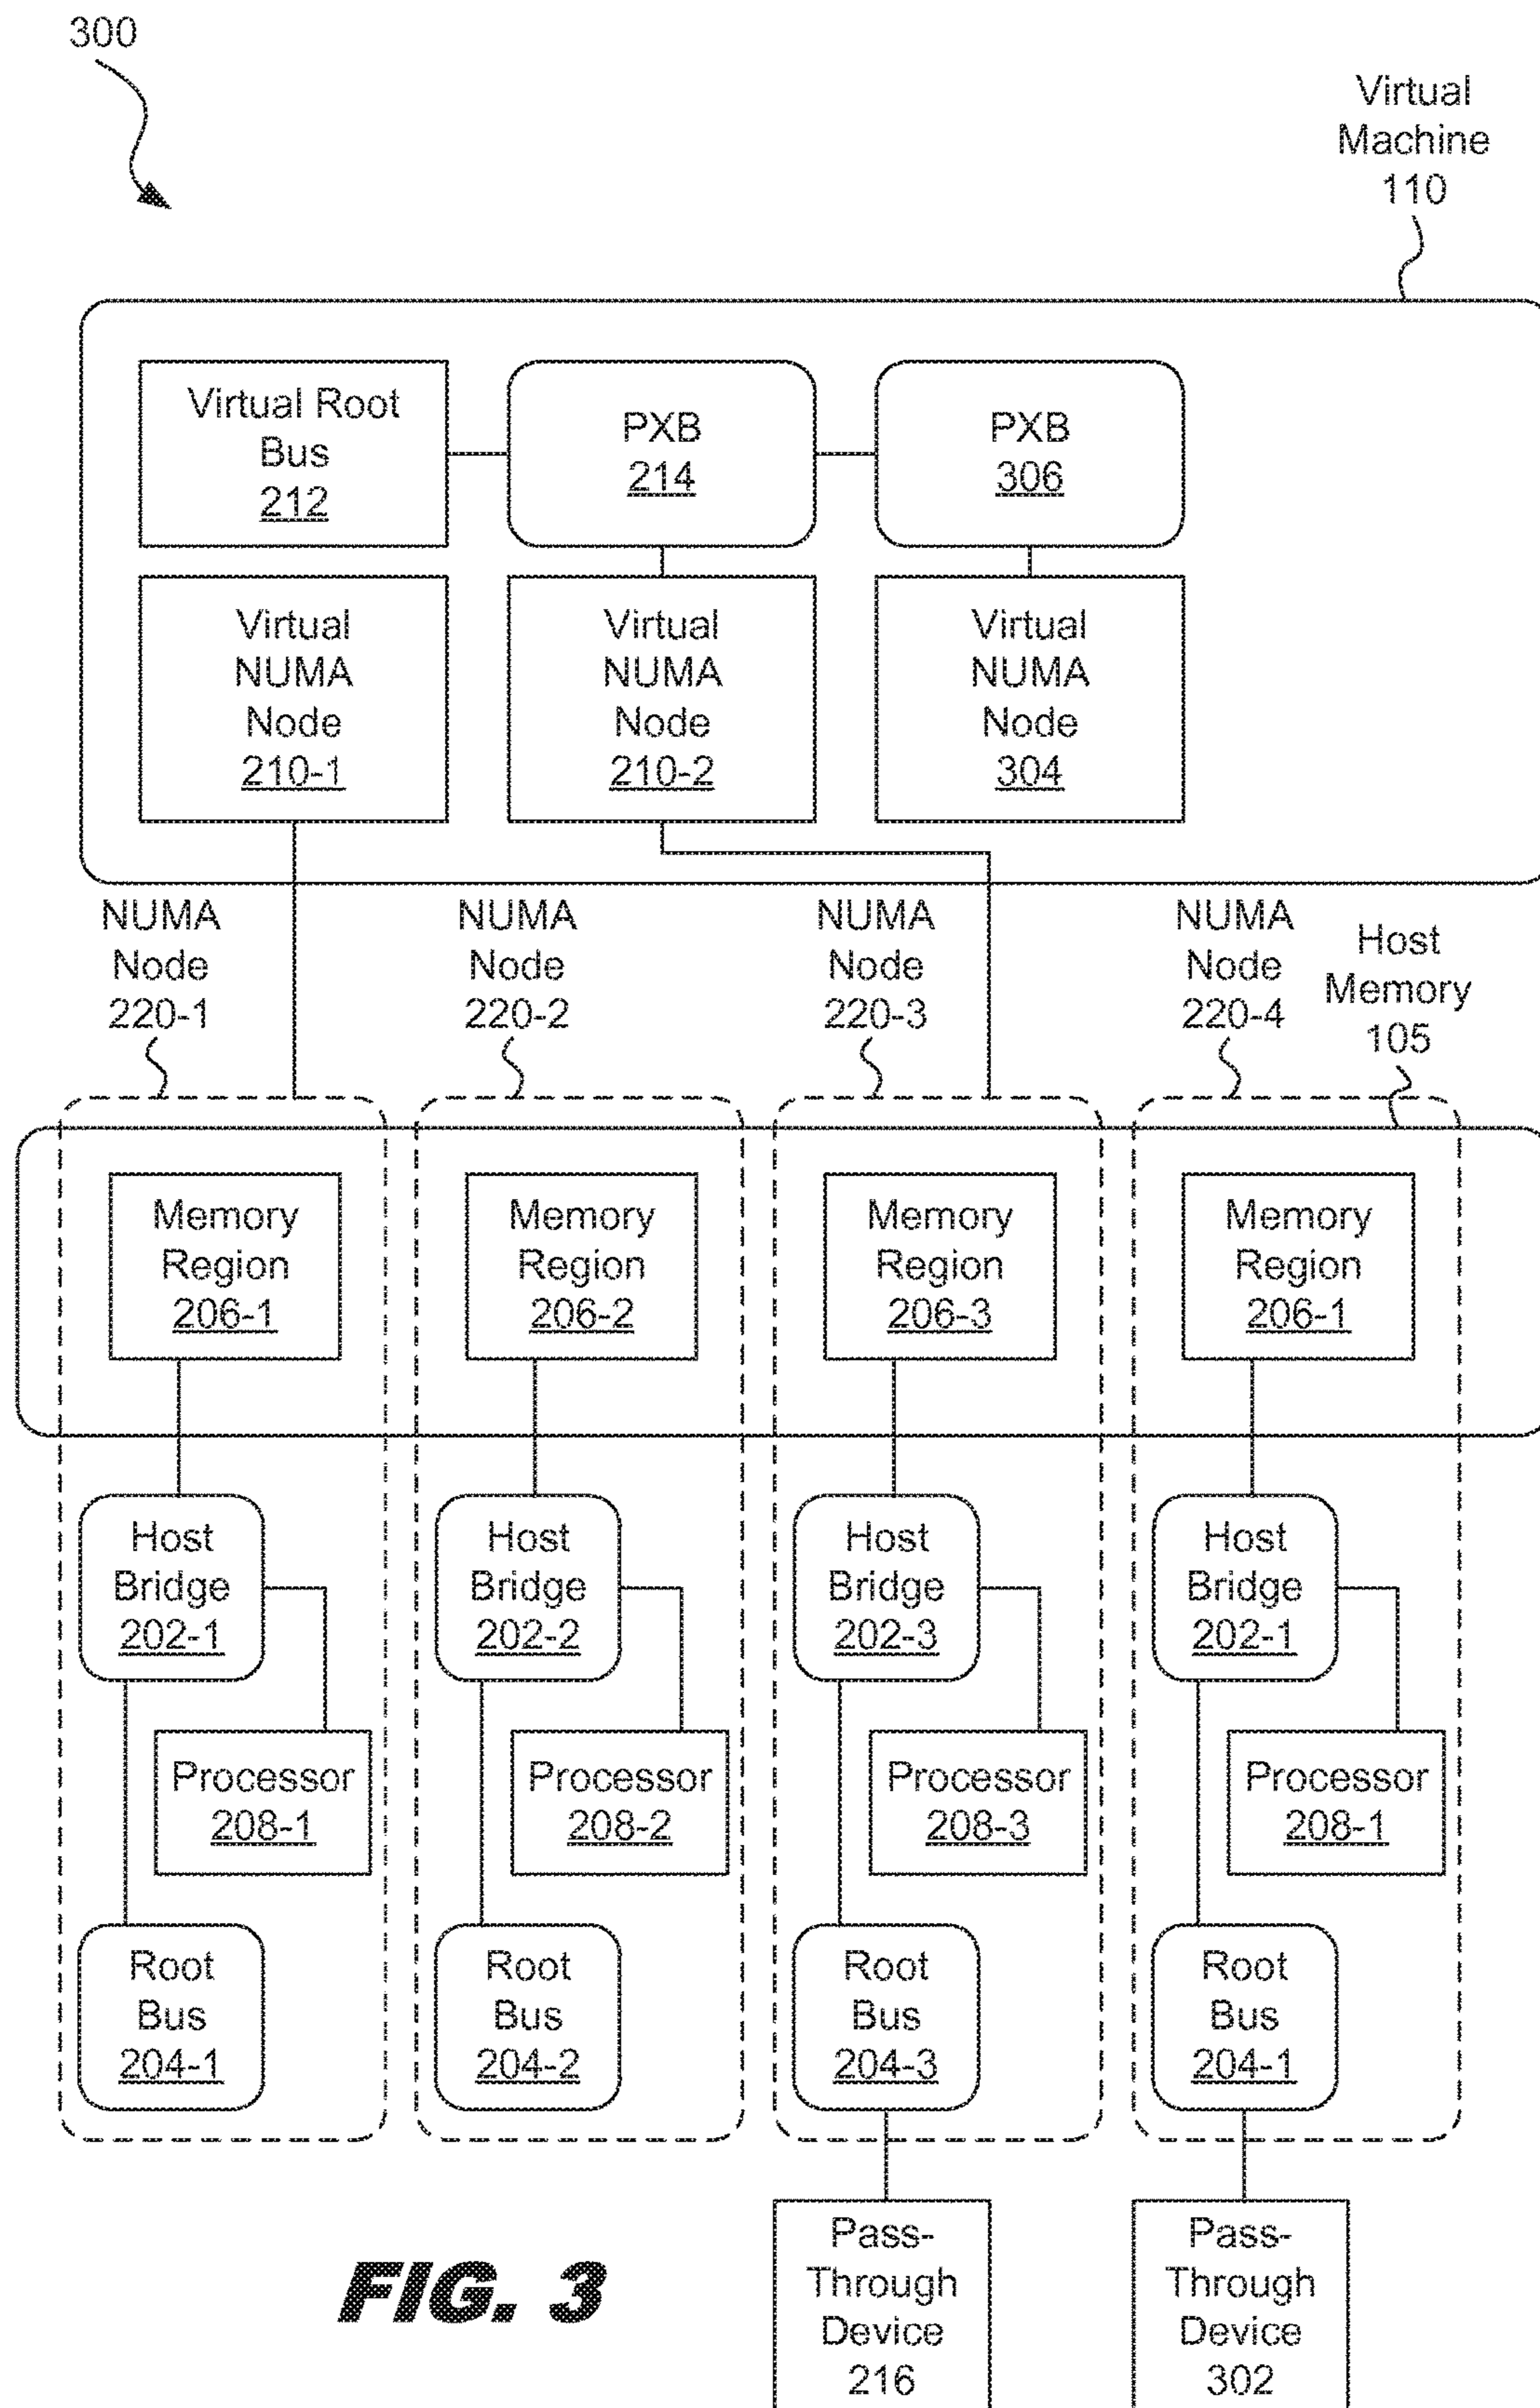 300
Virtual
Machine
110
Virtual Root
Bus
212
PXB
214
PXB
306
Virtual
NUMA
Node
210-1
Virtual
NUMA
Node
210-2
Virtual
NUMA
Node
304
NUMA
Node
220-1
NUMA
Node
220-2
NUMA
Node
220-3
NUMA
Node
220-4
Host
Memory
105
Memory
Region
206-1
Memory
Region
206-2
Memory
Region
206-3
Memory
Region
206-1
Host
Bridge
202-1
Host
Bridge
202-2
Host
Bridge
202-3
Host
Bridge
202-1
Processor
208-1
Processor
208-2
Processor
208-3
Processor
208-1
Root
Bus
204-1
Root
Bus
204-2
Root
Bus
204-3
Root
Bus
204-1
Pass-
Through
Device
216
Pass-
Through
Device
302
FIG. 3